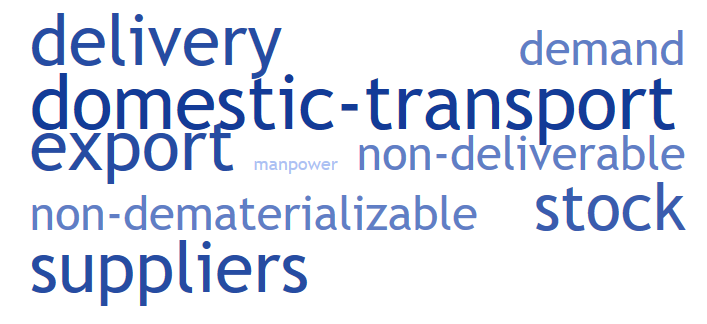 delivery demand
domestic-transport
export manpower non-deliverable
non-dematerializable stock
suppliers